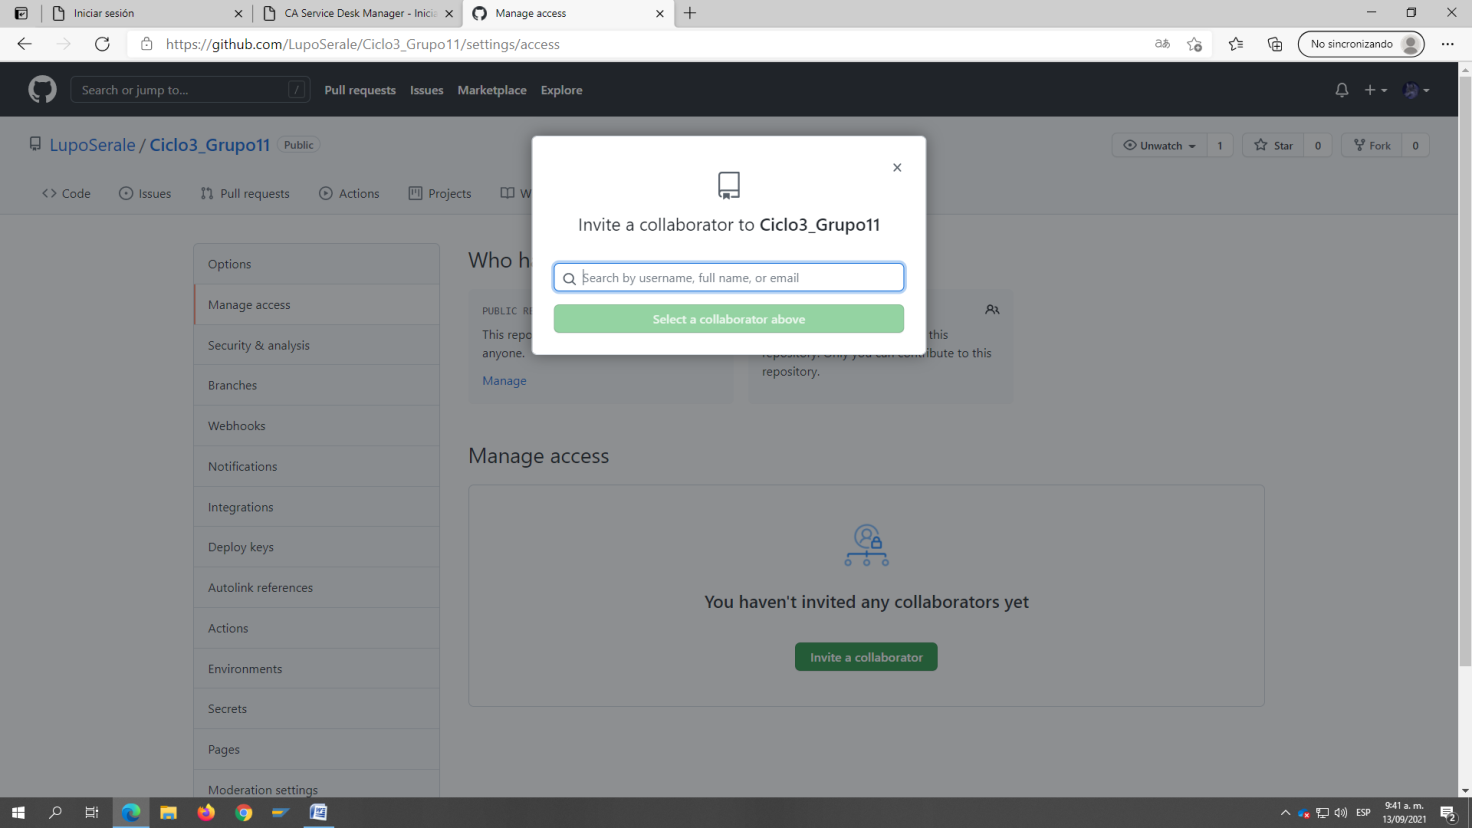 Iniciar sesión
CA Service Desk Manager - Inicia
Manage access
https://github.com/LupoSerale/Ciclo3_Grupo11/settings/access
No sincronizando
Search or jump to...
/
Pull requests
Issues
Marketplace
Explore
LupoSerale / Ciclo3_Grupo11
Public
Unwatch
1
Star
0
Fork
0
Code
Issues
Pull requests
Actions
Projects
W
Invite a collaborator to Ciclo3_Grupo11
Search by username, full name, or email
Select a collaborator above
Options
Manage access
Security & analysis
Branches
Webhooks
Notifications
Integrations
Deploy keys
Autolink references
Actions
Environments
Secrets
Pages
Moderation settings
Who ha
PUBLIC RE
This repo
anyone.
Manage
this
repository. Only you can contribute to this
repository.
Manage access
You haven't invited any collaborators yet
Invite a collaborator
ESP
9:41 a. m.
13/09/2021
2